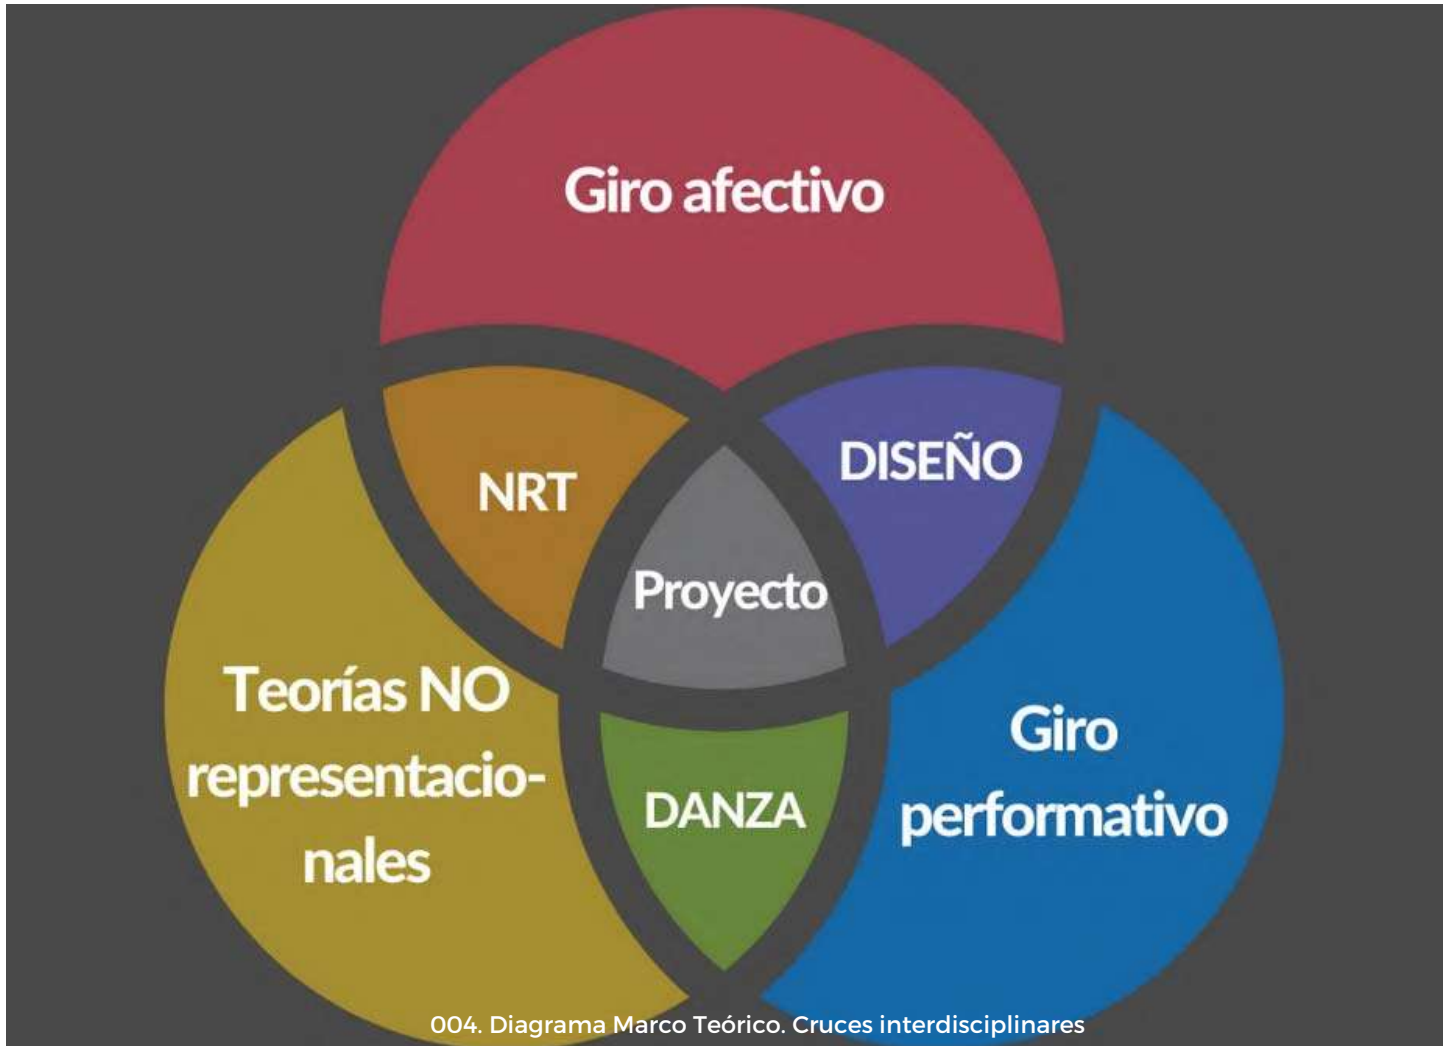 Giro afectivo
NRT
DISEÑO
Proyecto
Teorías NO
representacio-
nales
Giro
performativo
DANZA
004. Diagrama Marco Teórico. Cruces interdisciplinares